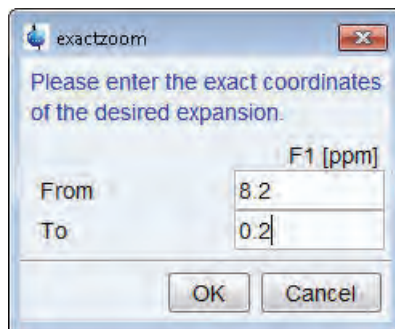 exactzoom
Please enter the exact coordinates
of the desired expansion.
F1 [ppm]
From 8.2
To 0.2
OK Cancel